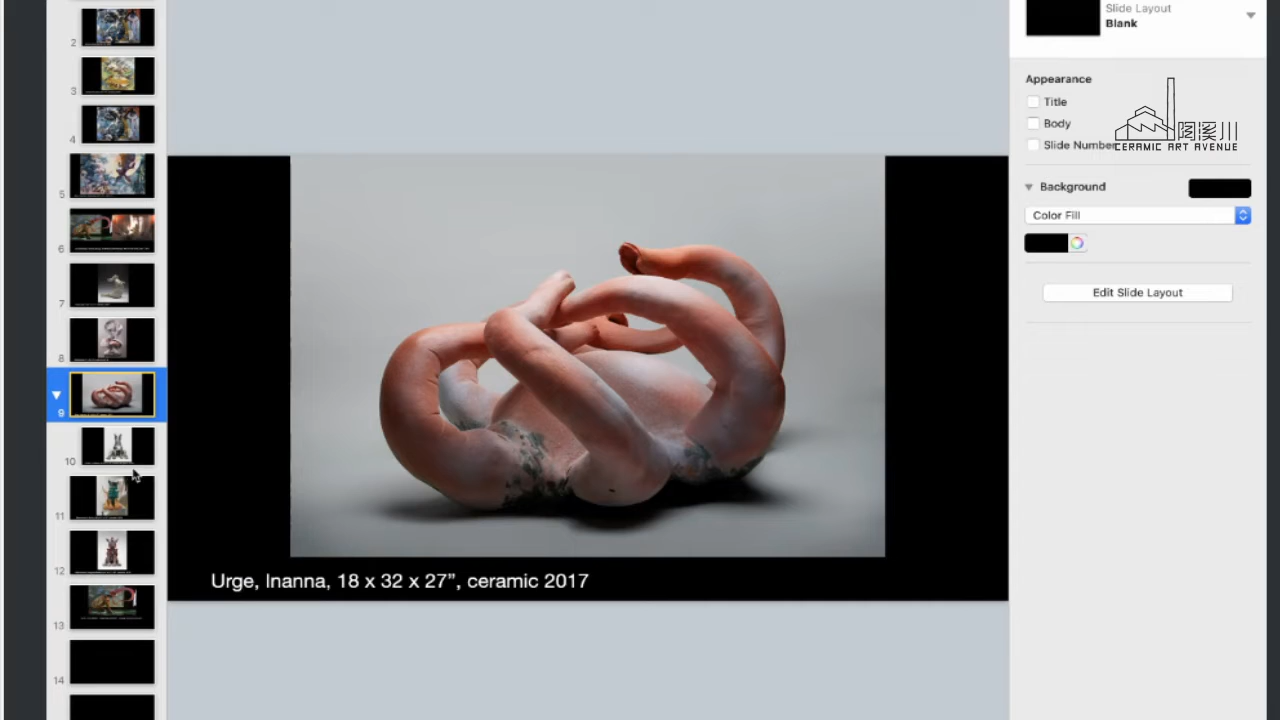 Slide Layout
Blank
Appearance
Title
Body
Slide Number
陶溪川
CERAMIC ART AVENUE
Background
Color Fill
Edit Slide Layout
2
3
4
5
6
7
8
9
10
11
12
13
14
Urge, Inanna, 18 x 32 x 27”, ceramic 2017